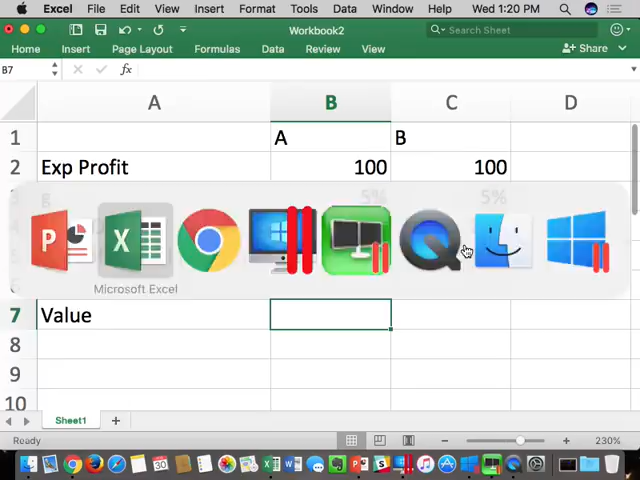 Excel File Edit View Insert Format Tools Data Window Help Wed 1:20 PM
Workbook2
Search Sheet
Home Insert Page Layout Formulas Data Review View Share
B7 fx
A B C D
1 A B
2 Exp Profit 100 100
3 g 5% 5%
Microsoft Excel
7 Value
8
9
10
Sheet1
Ready 230%